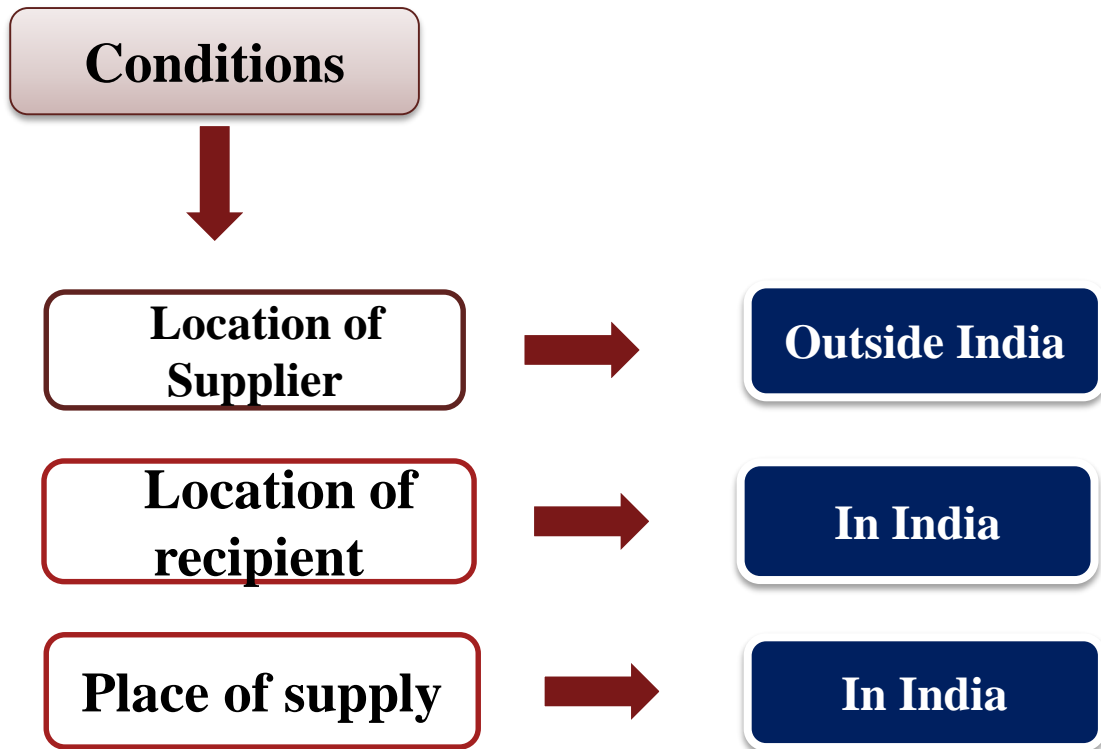 Conditions
Location of
Supplier
Outside India
Location of
recipient
In India
Place of supply
In India